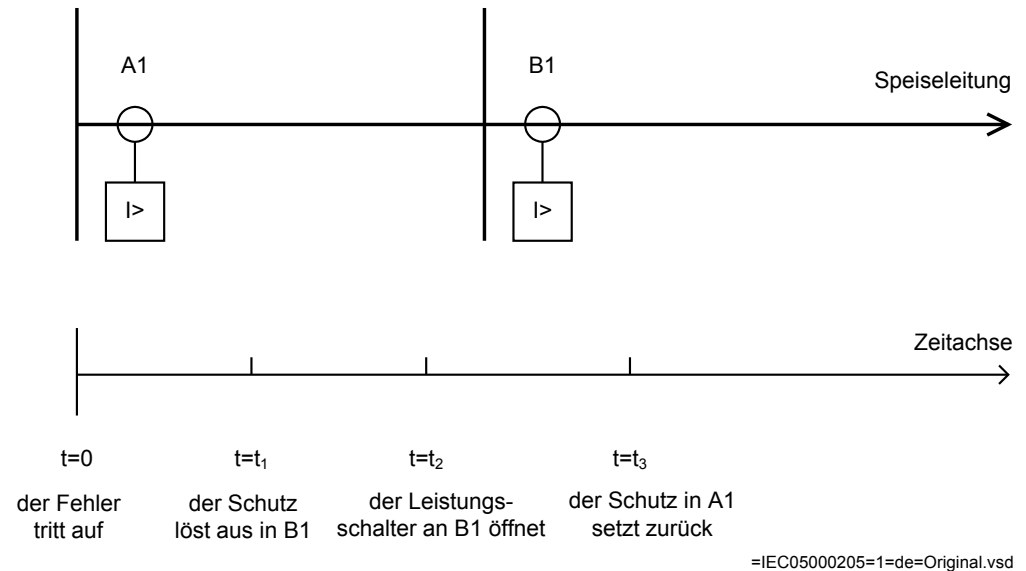 A1
B1
Speiseleitung
I>
I>
Zeitachse
t=0
t=t₁
t=t₂
t=t₃
der Fehler
tritt auf
der Schutz
löst aus in B1
der Leistungs-
schalter an B1 öffnet
der Schutz in A1
setzt zurück
=IEC05000205=1=de=Original.vsd